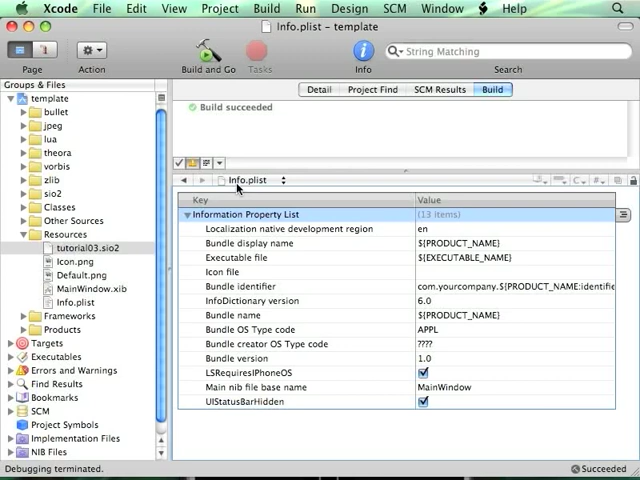 Xcode File Edit View Project Build Run Design SCM Window Help
Info.plist - template
Page Action Build and Go Tasks Info Search
String Matching
Groups & Files
template
bullet
jpeg
lua
theora
vorbis
zlib
sio2
Classes
Other Sources
Resources
tutorial03.sio2
Icon.png
Default.png
MainWindow.xib
Info.plist
Frameworks
Products
Targets
Executables
Errors and Warnings
Find Results
Bookmarks
SCM
Project Symbols
Implementation Files
NIB Files
Detail Project Find SCM Results Build
Build succeeded
Info.plist
Key Value
Information Property List (13 items)
Localization native development region en
Bundle display name ${PRODUCT_NAME}
Executable file ${EXECUTABLE_NAME}
Icon file
Bundle identifier com.yourcompany.${PRODUCT_NAME:identifie
InfoDictionary version 6.0
Bundle name ${PRODUCT_NAME}
Bundle OS Type code APPL
Bundle creator OS Type code ????
Bundle version 1.0
LSRequiresIPhoneOS
Main nib file base name MainWindow
UIStatusBarHidden
Debugging terminated. Succeeded